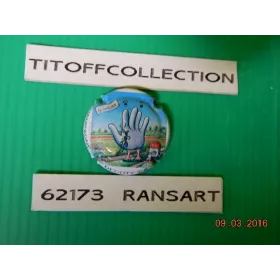 TITOFFCOLLECTION
62173 RANSART
09.03.2016